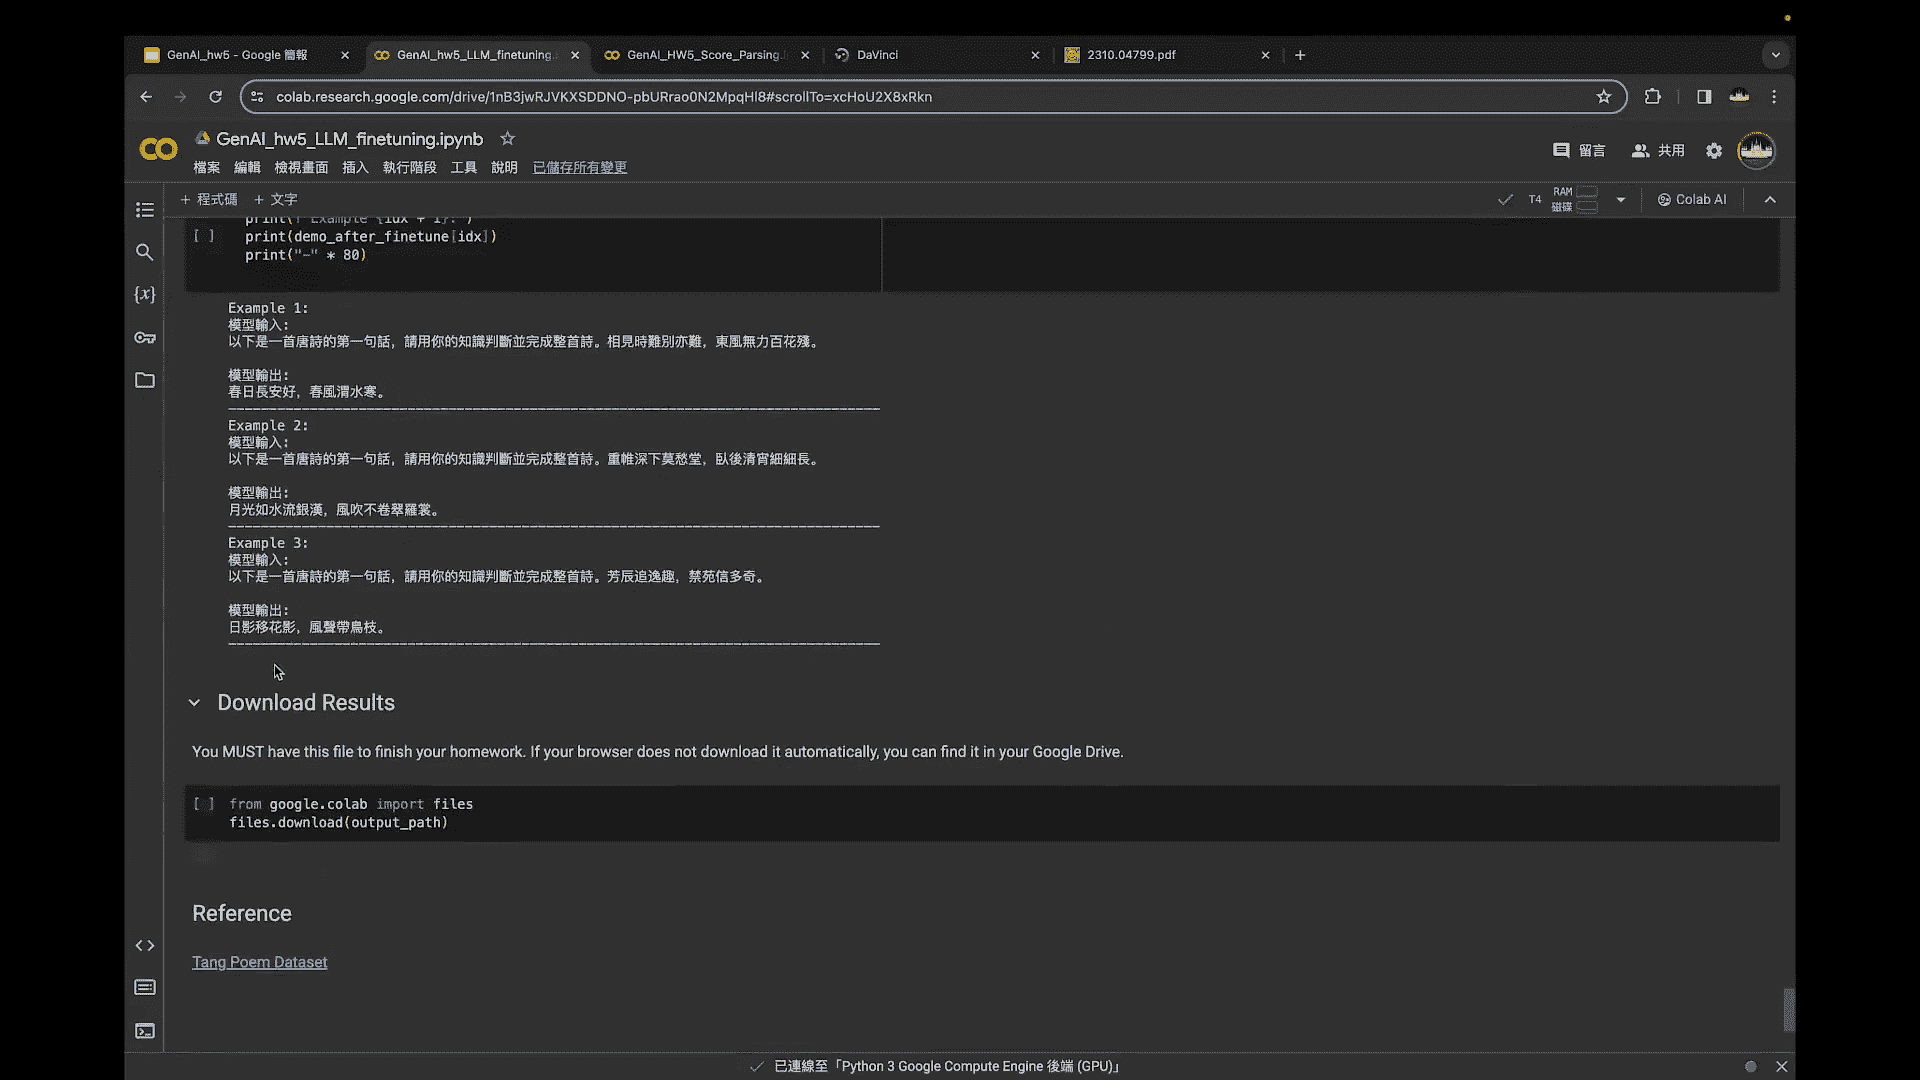 GenAI_hw5 - Google 簡報
GenAI_hw5_LLM_finetuning.
GenAI_HW5_Score_Parsing.
DaVinci
2310.04799.pdf
colab.research.google.com/drive/1nB3jwRJVKXSDDNO-pbURrao0N2MpqHl8#scrollTo=xcHoU2X8xRkn
GenAI_hw5_LLM_finetuning.ipynb
留言
共用
檔案 編輯 檢視畫面 插入 執行階段 工具 說明 已儲存所有變更
+ 程式碼 + 文字
T4
RAM
磁碟
Colab AI
print(f"Example {idx + 1}:")
[ ] print(demo_after_finetune[idx])
print("-" * 80)
Example 1:
模型輸入:
以下是一首唐詩的第一句話，請用你的知識判斷並完成整首詩。相見時難別亦難，東風無力百花殘。
模型輸出:
春日長安好，春風渭水寒。
--------------------------------------------------------------------------------
Example 2:
模型輸入:
以下是一首唐詩的第一句話，請用你的知識判斷並完成整首詩。重帷深下莫愁堂，臥後清宵細細長。
模型輸出:
月光如水流銀漢，風吹不卷翠羅裳。
--------------------------------------------------------------------------------
Example 3:
模型輸入:
以下是一首唐詩的第一句話，請用你的知識判斷並完成整首詩。芳辰追逸趣，禁苑信多奇。
模型輸出:
日影移花影，風聲帶鳥枝。
--------------------------------------------------------------------------------
Download Results
You MUST have this file to finish your homework. If your browser does not download it automatically, you can find it in your Google Drive.
[ ] from google.colab import files
files.download(output_path)
Reference
Tang Poem Dataset
已連線至「Python 3 Google Compute Engine 後端 (GPU)」